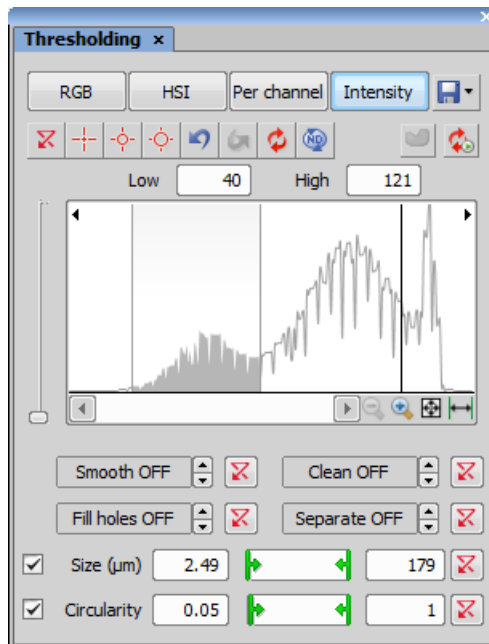 Thresholding ×
RGB HSI Per channel Intensity
ND
Low 40 High 121
Smooth OFF Clean OFF
Fill holes OFF Separate OFF
Size (µm) 2.49 179
Circularity 0.05 1